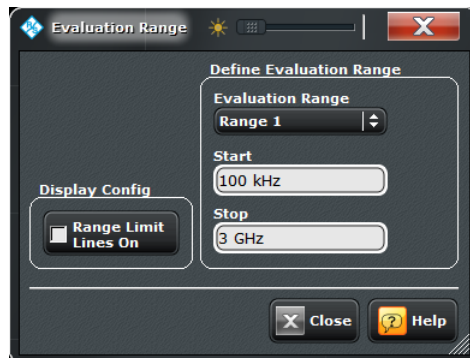 Evaluation Range
Define Evaluation Range
Evaluation Range
Range 1
Start
100 kHz
Stop
3 GHz
Display Config
Range Limit
Lines On
Close
Help